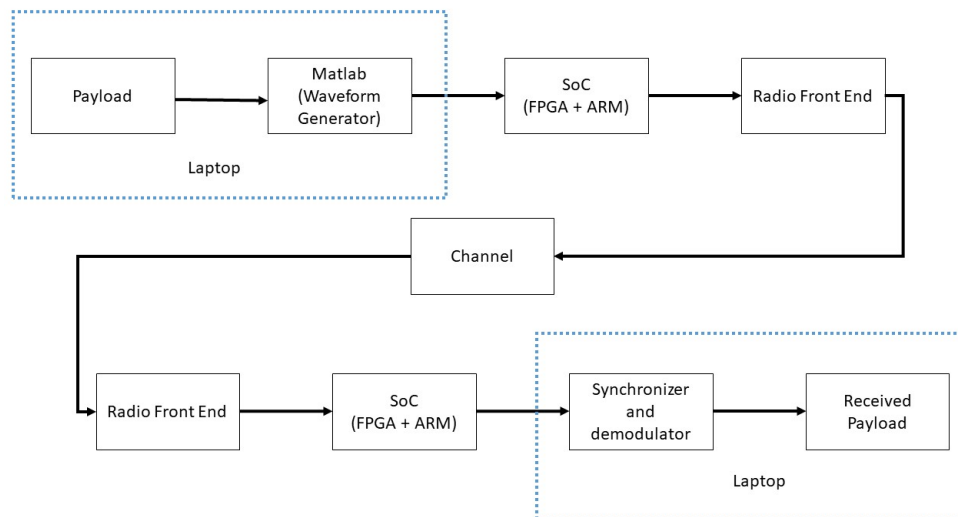 Payload
Matlab
(Waveform
Generator)
SoC
(FPGA + ARM)
Radio Front End
Laptop
Channel
Radio Front End
SoC
(FPGA + ARM)
Synchronizer
and
demodulator
Received
Payload
Laptop